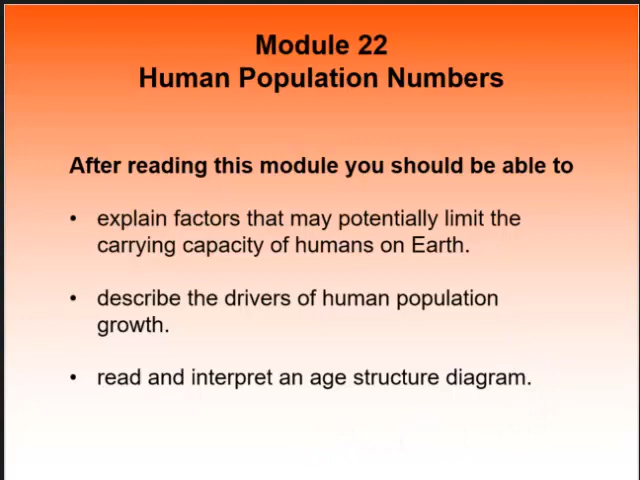 Module 22
Human Population Numbers
After reading this module you should be able to
• explain factors that may potentially limit the
carrying capacity of humans on Earth.
• describe the drivers of human population
growth.
• read and interpret an age structure diagram.